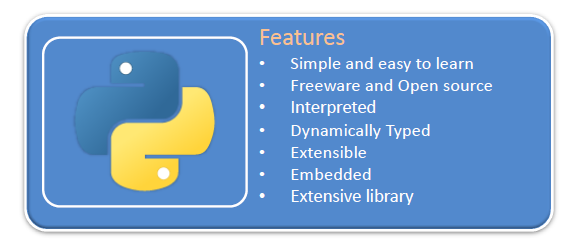 Features
• Simple and easy to learn
• Freeware and Open source
• Interpreted
• Dynamically Typed
• Extensible
• Embedded
• Extensive library